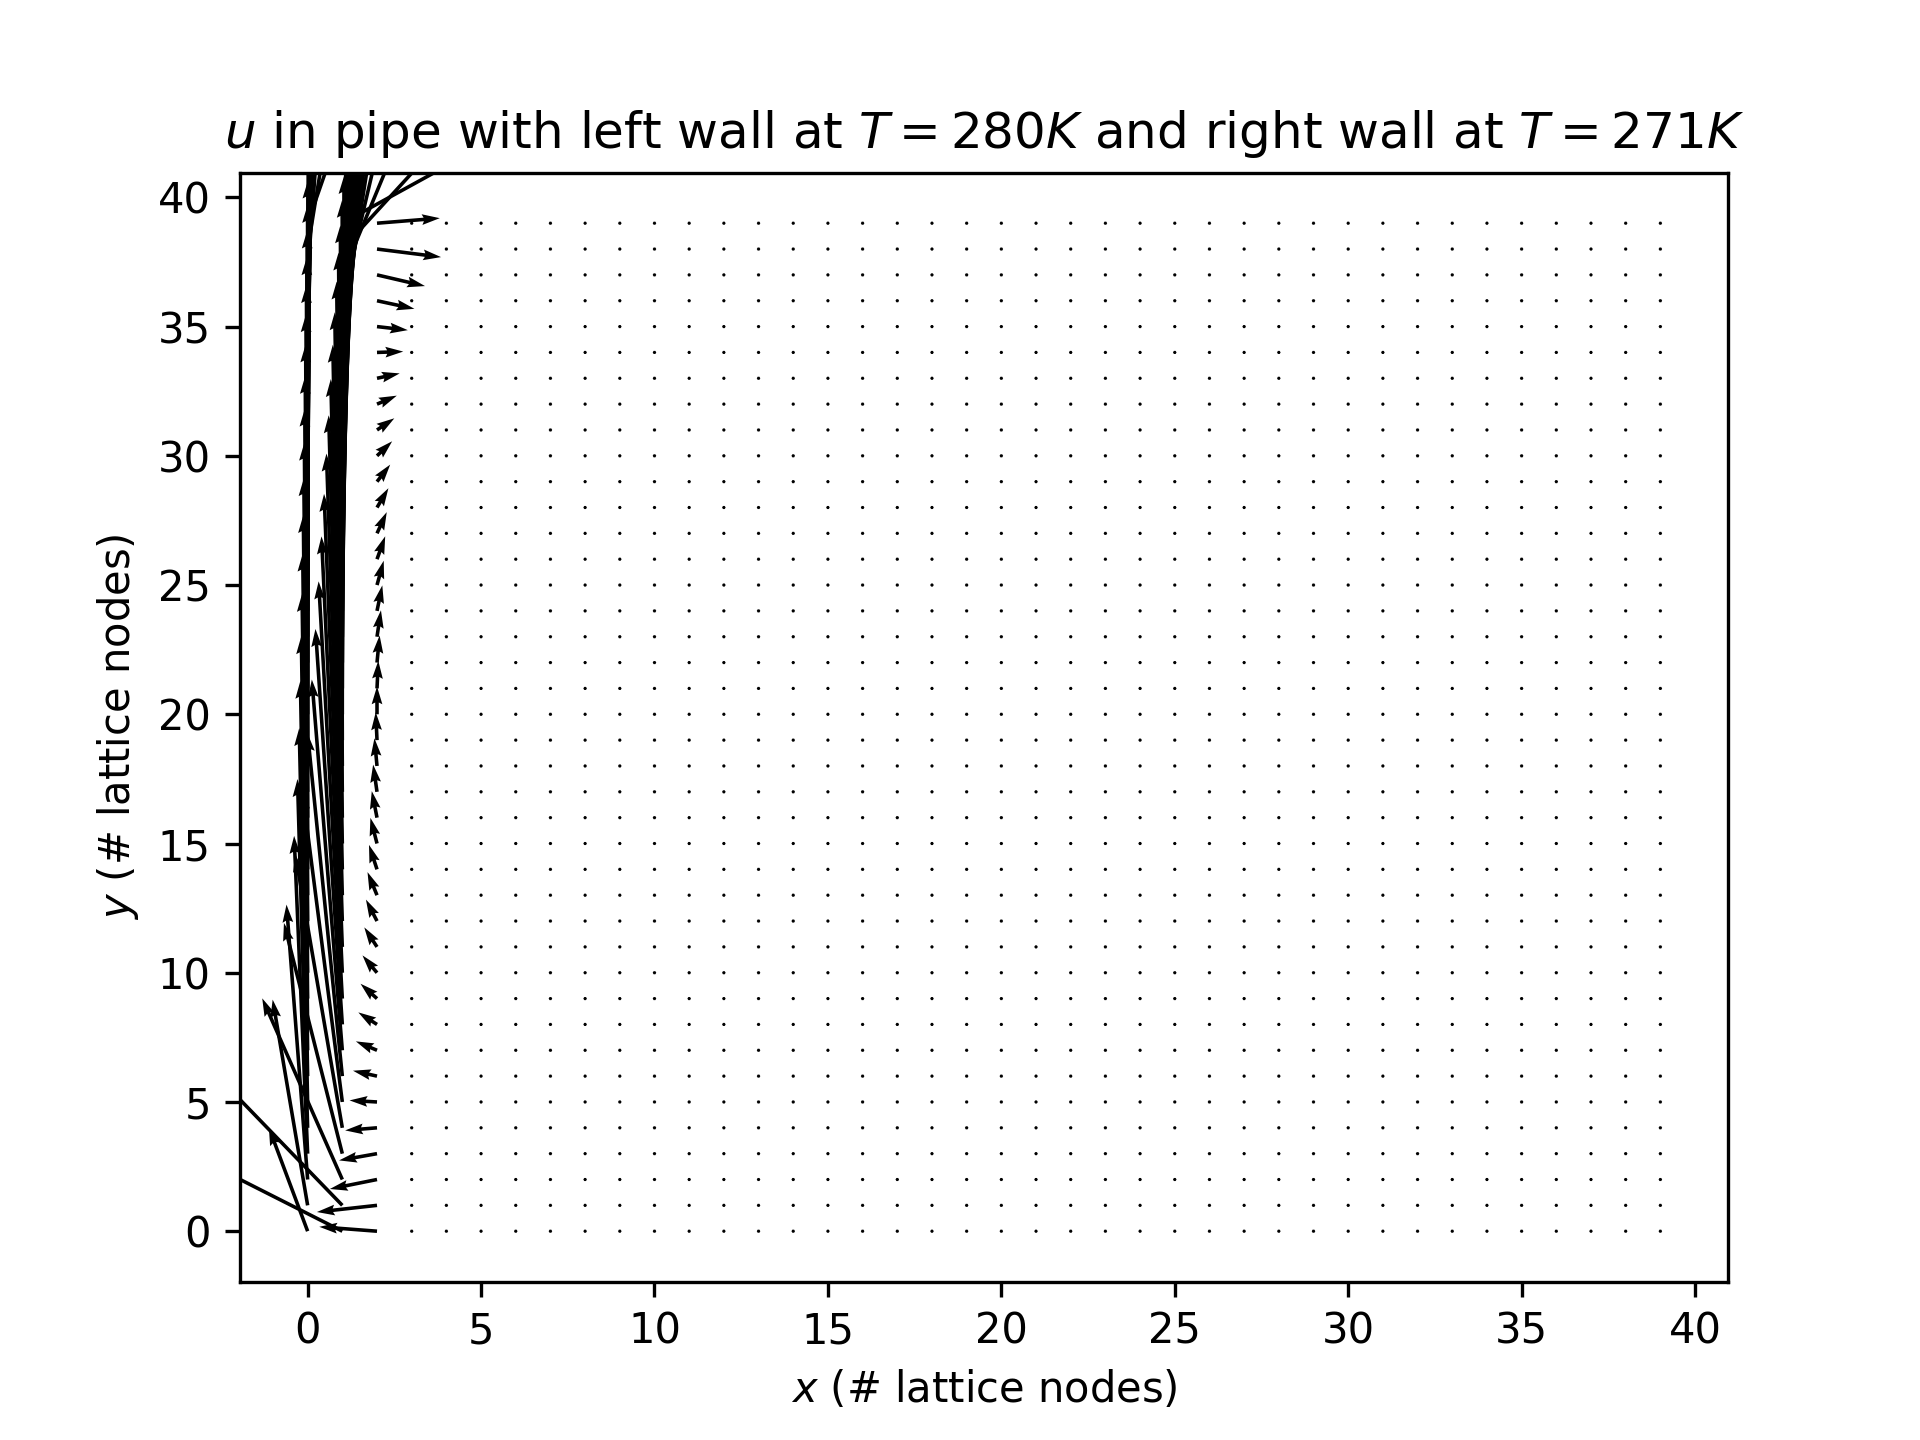 u in pipe with left wall at T = 280K and right wall at T = 271K
40
35
30
25
20
15
10
5
0
y (# lattice nodes)
0 5 10 15 20 25 30 35 40
x (# lattice nodes)